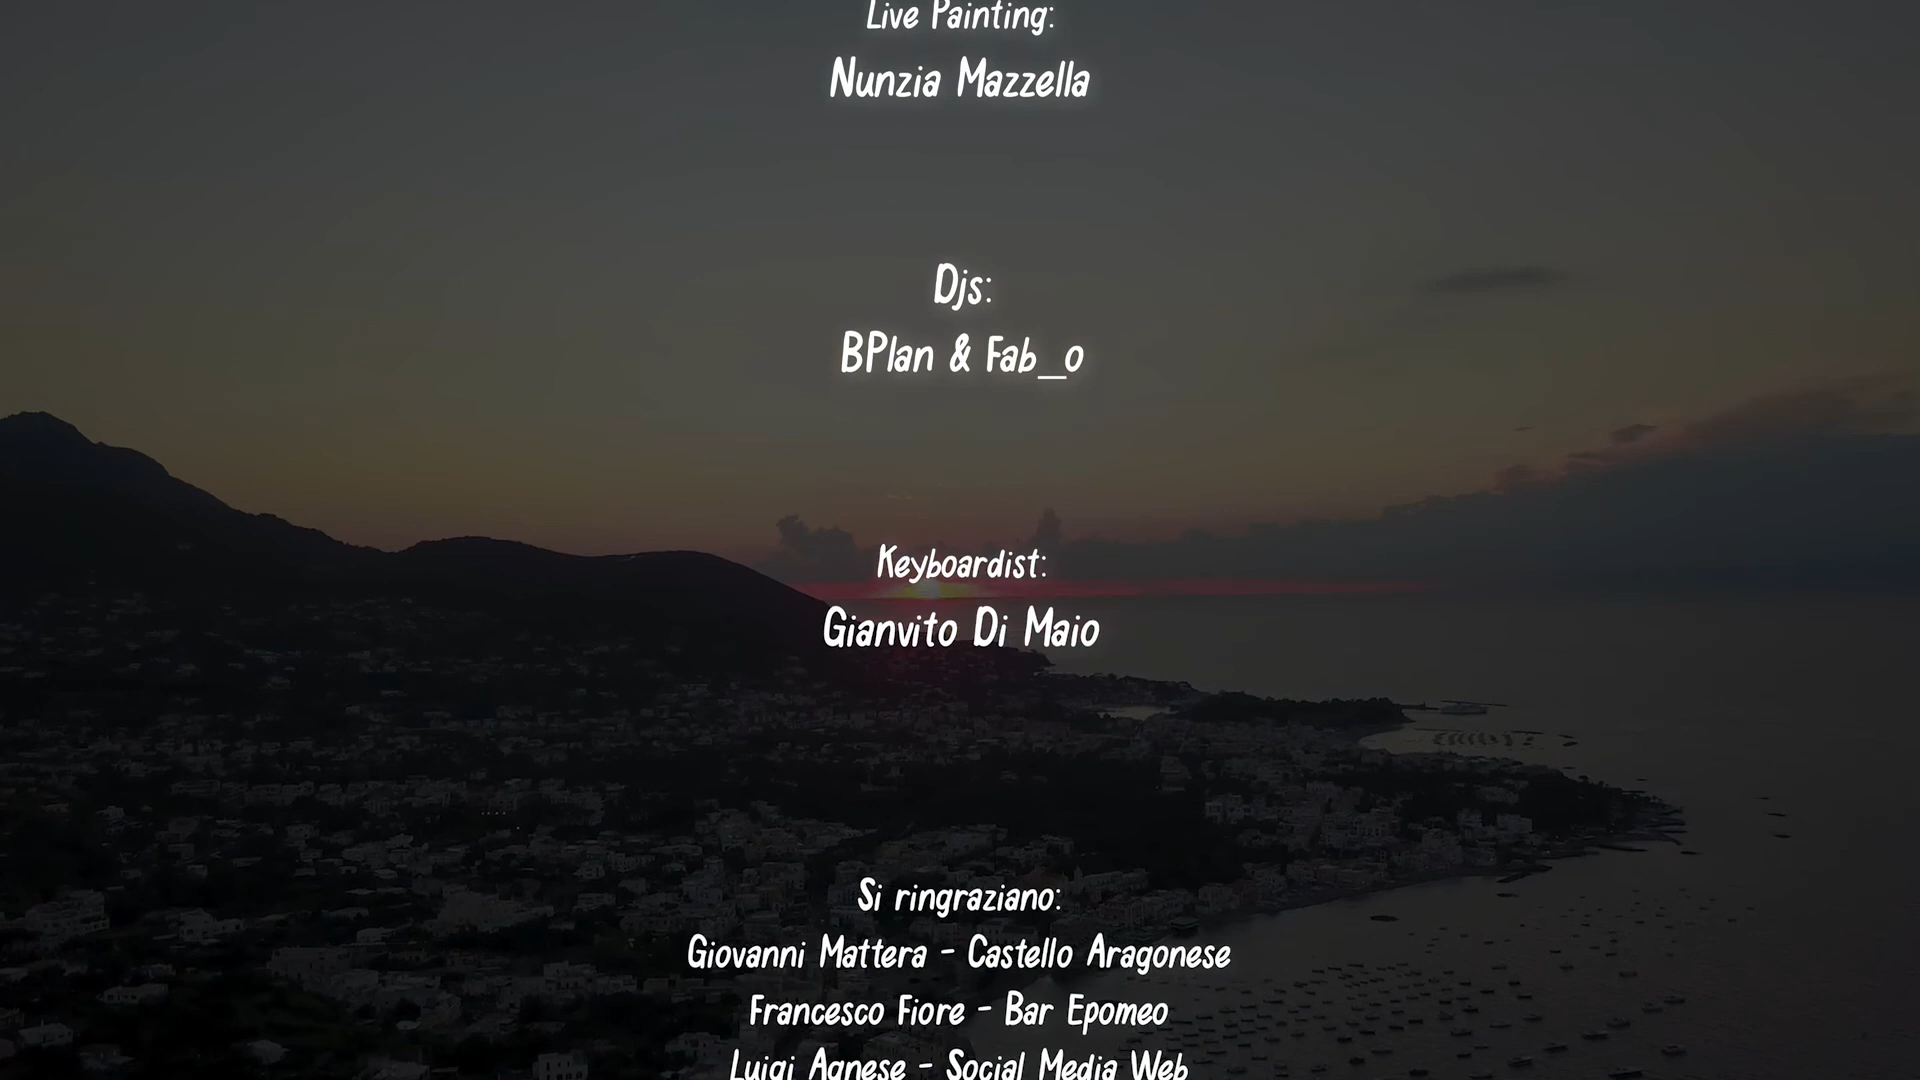 Live Painting:
Nunzia Mazzella
Djs:
BPlan & Fab_o
Keyboardist:
Gianvito Di Maio
Si ringraziano:
Giovanni Mattera - Castello Aragonese
Francesco Fiore - Bar Epomeo
Luigi Agnese - Social Media Web